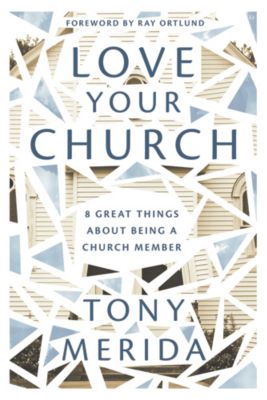 FOREWORD BY RAY ORTLUND
LOVE
YOUR
CHURCH
8 GREAT THINGS
ABOUT BEING A
CHURCH MEMBER
TONY
MERIDA